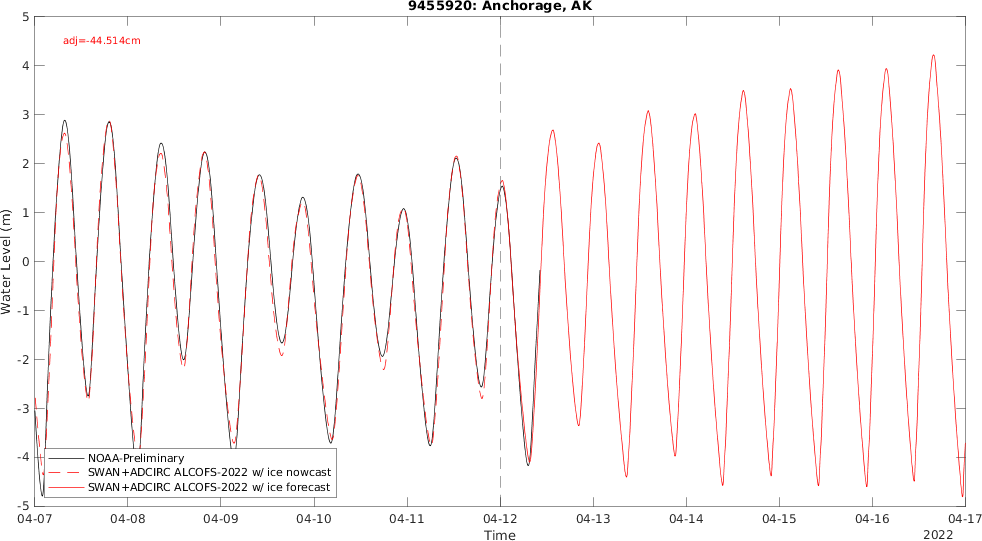 9455920: Anchorage, AK
adj=-44.514cm
Water Level (m)
5
4
3
2
1
0
-1
-2
-3
-4
-5
NOAA-Preliminary
SWAN+ADCIRC ALCOFS-2022 w/ ice nowcast
SWAN+ADCIRC ALCOFS-2022 w/ ice forecast
04-07 04-08 04-09 04-10 04-11 04-12 04-13 04-14 04-15 04-16 04-17
Time
2022